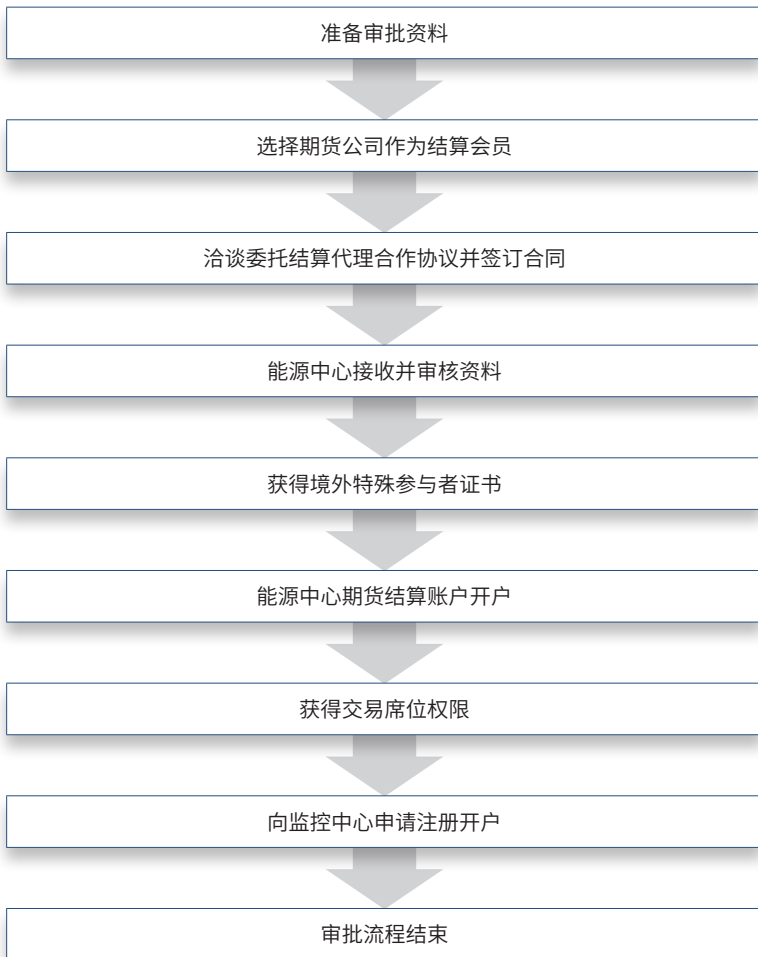 准备审批资料
选择期货公司作为结算会员
洽谈委托结算代理合作协议并签订合同
能源中心接收并审核资料
获得境外特殊参与者证书
能源中心期货结算账户开户
获得交易席位权限
向监控中心申请注册开户
审批流程结束